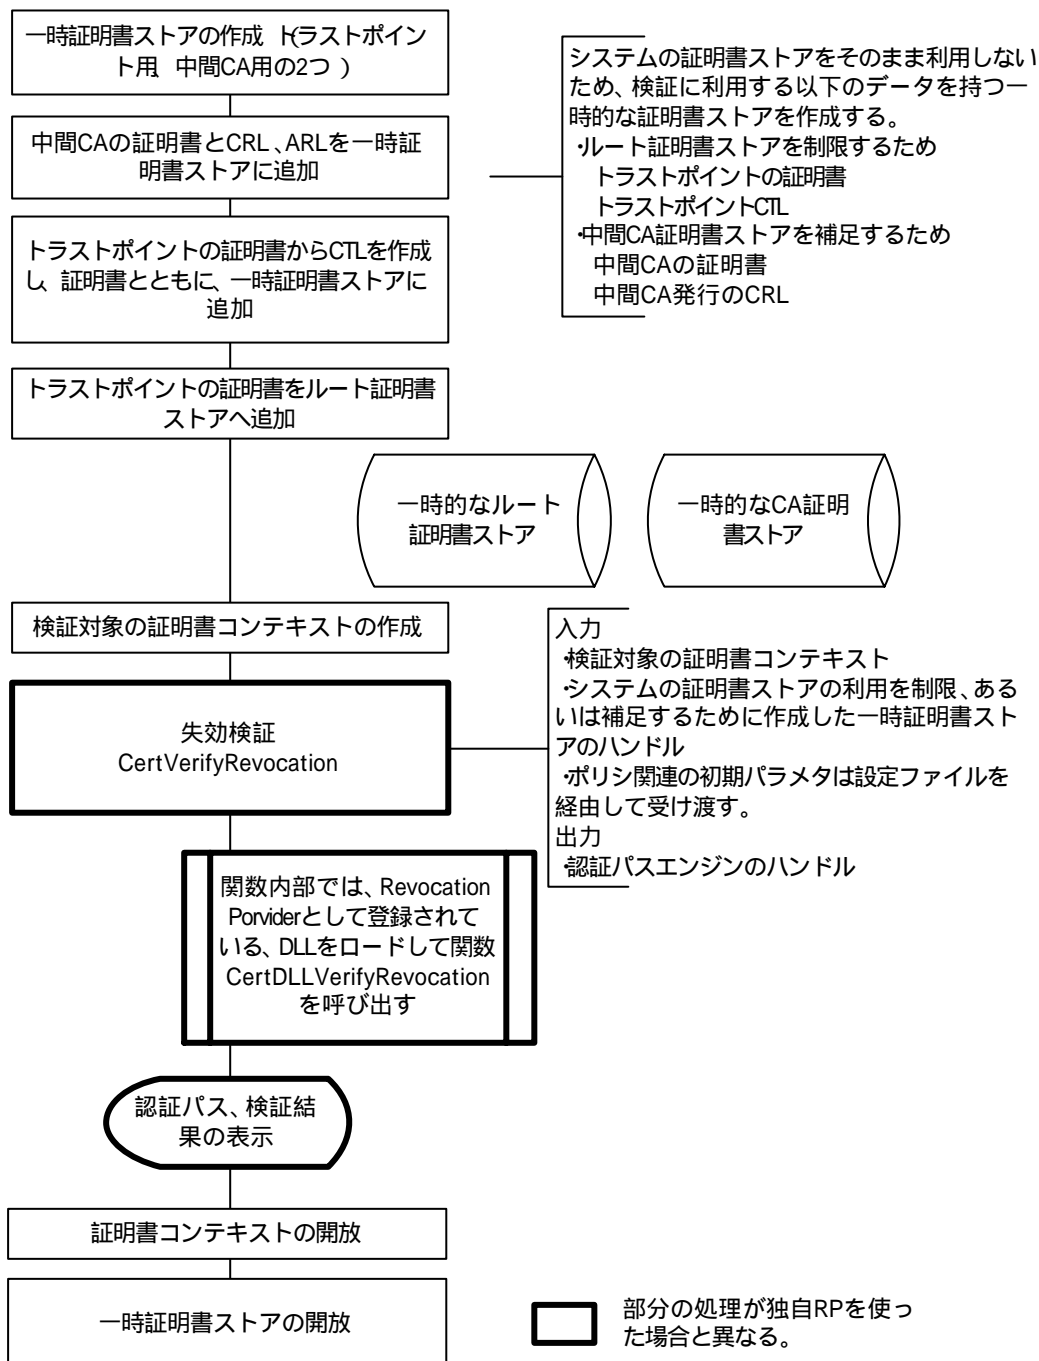 一時証明書ストアの作成（トラストポイン
ト用、中間CA用の2つ）
中間CAの証明書とCRL、ARLを一時証
明書ストアに追加
トラストポイントの証明書からCTLを作成
し、証明書とともに、一時証明書ストアに
追加
トラストポイントの証明書をルート証明書
ストアへ追加
システムの証明書ストアをそのまま利用しない
ため、検証に利用する以下のデータを持つ一
時的な証明書ストアを作成する。
・ルート証明書ストアを制限するため
トラストポイントの証明書
トラストポイントCTL
・中間CA証明書ストアを補足するため
中間CAの証明書
中間CA発行のCRL
一時的なルート
証明書ストア
一時的なCA証明
書ストア
検証対象の証明書コンテキストの作成
失効検証
CertVerifyRevocation
入力
・検証対象の証明書コンテキスト
・システムの証明書ストアの利用を制限、ある
いは補足するために作成した一時証明書スト
アのハンドル
・ポリシ関連の初期パラメタは設定ファイルを
経由して受け渡す。
出力
・認証パスエンジンのハンドル
関数内部では、Revocation
Porviderとして登録されて
いる、DLLをロードして関数
CertDLLVerifyRevocation
を呼び出す
認証パス、検証結
果の表示
証明書コンテキストの開放
一時証明書ストアの開放
部分の処理が独自RPを使っ
た場合と異なる。